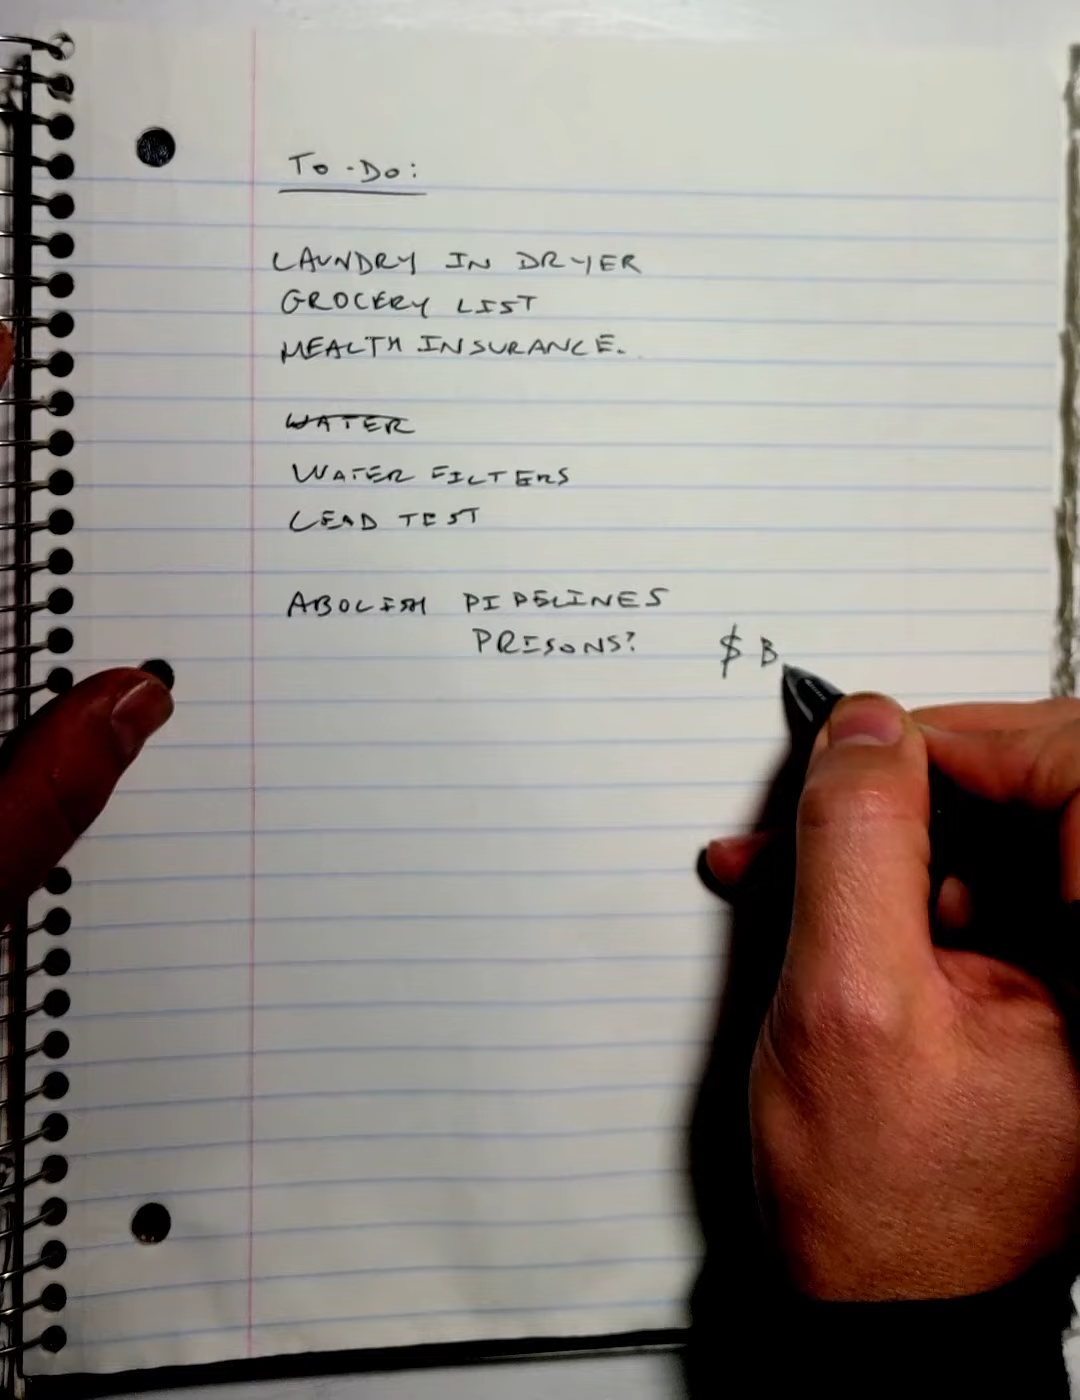 TO-DO:
LAUNDRY IN DRYER
GROCERY LIST
HEALTH INSURANCE.
WATER
WATER FILTERS
LEAD TEST
ABOLISH PIPELINES
PRISONS? $ B